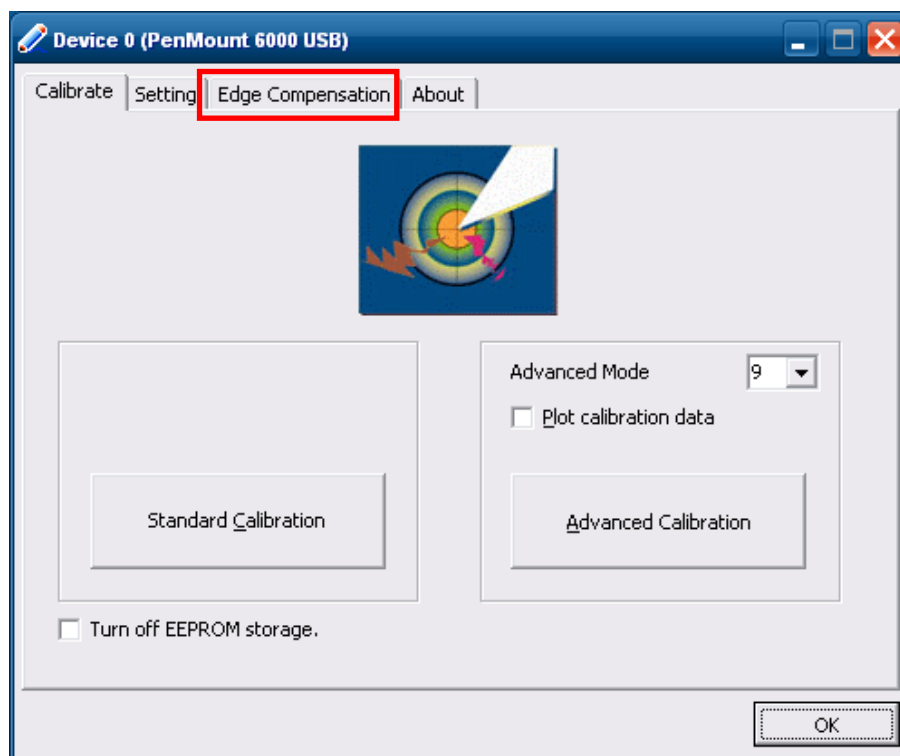 Device 0 (PenMount 6000 USB)
Calibrate Setting Edge Compensation About
Advanced Mode 9
Plot calibration data
Standard Calibration Advanced Calibration
Turn off EEPROM storage.
OK